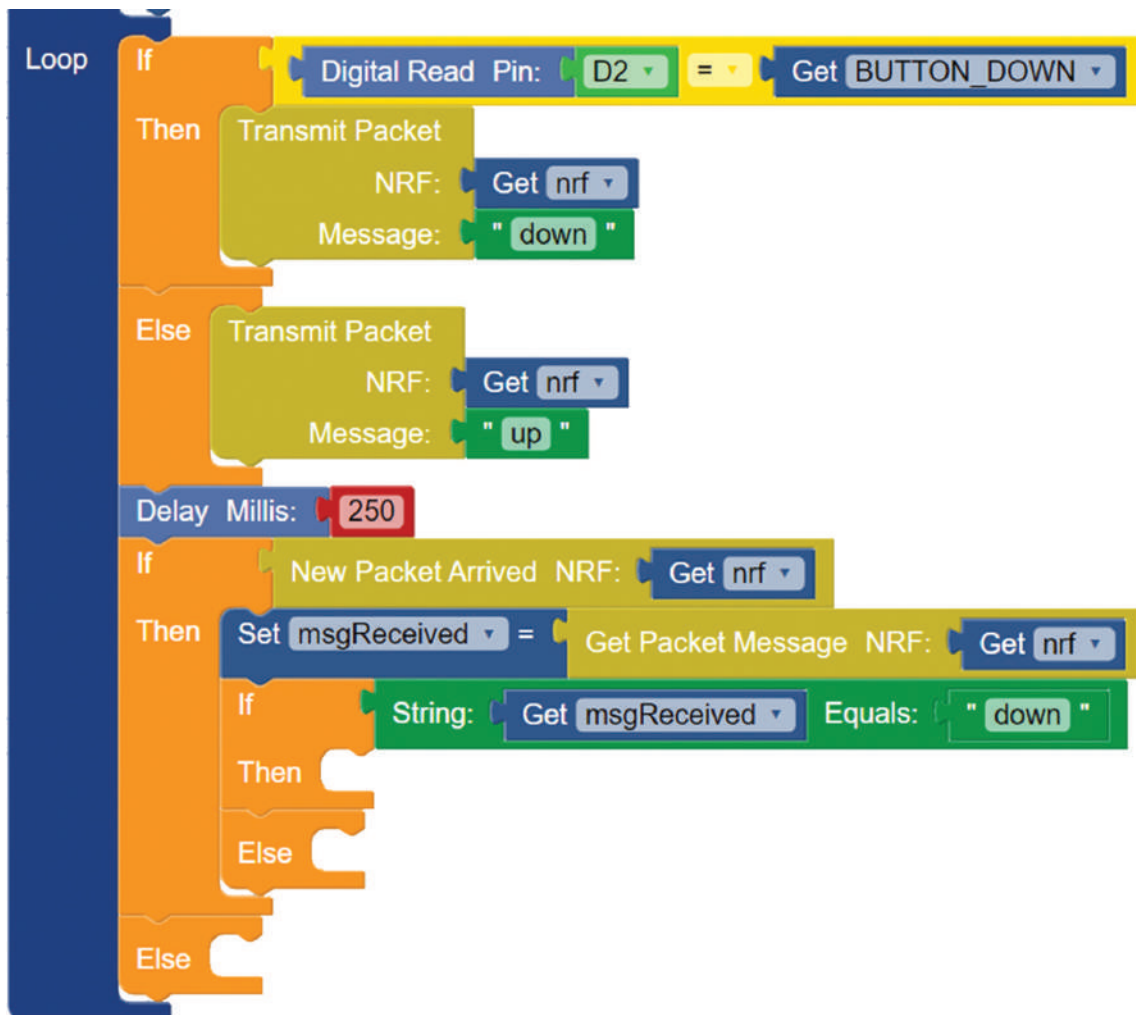 Loop If Digital Read Pin: D2 = Get BUTTON_DOWN
Then Transmit Packet
NRF: Get nrf
Message: " down "
Else Transmit Packet
NRF: Get nrf
Message: " up "
Delay Millis: 250
If New Packet Arrived NRF: Get nrf
Then Set msgReceived = Get Packet Message NRF: Get nrf
If String: Get msgReceived Equals: " down "
Then
Else
Else